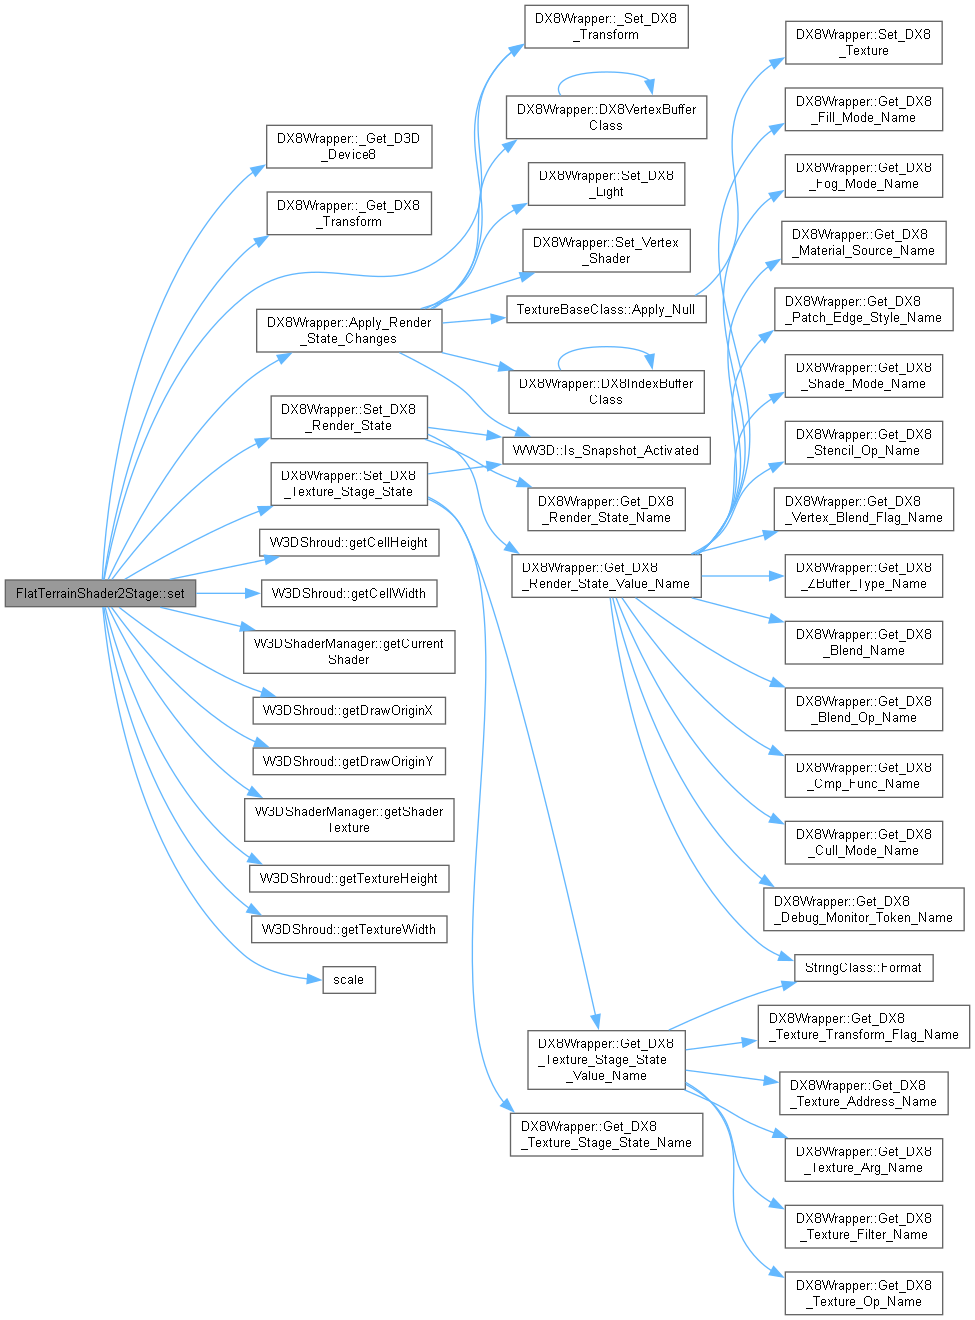 FlatTerrainShader2Stage::set
DX8Wrapper::_Get_D3D
_Device8
DX8Wrapper::_Get_DX8
_Transform
DX8Wrapper::Apply_Render
_State_Changes
DX8Wrapper::Set_DX8
_Render_State
DX8Wrapper::Set_DX8
_Texture_Stage_State
W3DShroud::getCellHeight
W3DShroud::getCellWidth
W3DShaderManager::getCurrent
Shader
W3DShroud::getDrawOriginX
W3DShroud::getDrawOriginY
W3DShaderManager::getShader
Texture
W3DShroud::getTextureHeight
W3DShroud::getTextureWidth
scale
DX8Wrapper::_Set_DX8
_Transform
DX8Wrapper::DX8VertexBuffer
Class
DX8Wrapper::Set_DX8
_Light
DX8Wrapper::Set_Vertex
_Shader
TextureBaseClass::Apply_Null
DX8Wrapper::DX8IndexBuffer
Class
WW3D::Is_Snapshot_Activated
DX8Wrapper::Get_DX8
_Render_State_Name
DX8Wrapper::Get_DX8
_Render_State_Value_Name
DX8Wrapper::Get_DX8
_Texture_Stage_State
_Value_Name
DX8Wrapper::Get_DX8
_Texture_Stage_State_Name
DX8Wrapper::Set_DX8
_Texture
DX8Wrapper::Get_DX8
_Fill_Mode_Name
DX8Wrapper::Get_DX8
_Fog_Mode_Name
DX8Wrapper::Get_DX8
_Material_Source_Name
DX8Wrapper::Get_DX8
_Patch_Edge_Style_Name
DX8Wrapper::Get_DX8
_Shade_Mode_Name
DX8Wrapper::Get_DX8
_Stencil_Op_Name
DX8Wrapper::Get_DX8
_Vertex_Blend_Flag_Name
DX8Wrapper::Get_DX8
_ZBuffer_Type_Name
DX8Wrapper::Get_DX8
_Blend_Name
DX8Wrapper::Get_DX8
_Blend_Op_Name
DX8Wrapper::Get_DX8
_Cmp_Func_Name
DX8Wrapper::Get_DX8
_Cull_Mode_Name
DX8Wrapper::Get_DX8
_Debug_Monitor_Token_Name
StringClass::Format
DX8Wrapper::Get_DX8
_Texture_Transform_Flag_Name
DX8Wrapper::Get_DX8
_Texture_Address_Name
DX8Wrapper::Get_DX8
_Texture_Arg_Name
DX8Wrapper::Get_DX8
_Texture_Filter_Name
DX8Wrapper::Get_DX8
_Texture_Op_Name